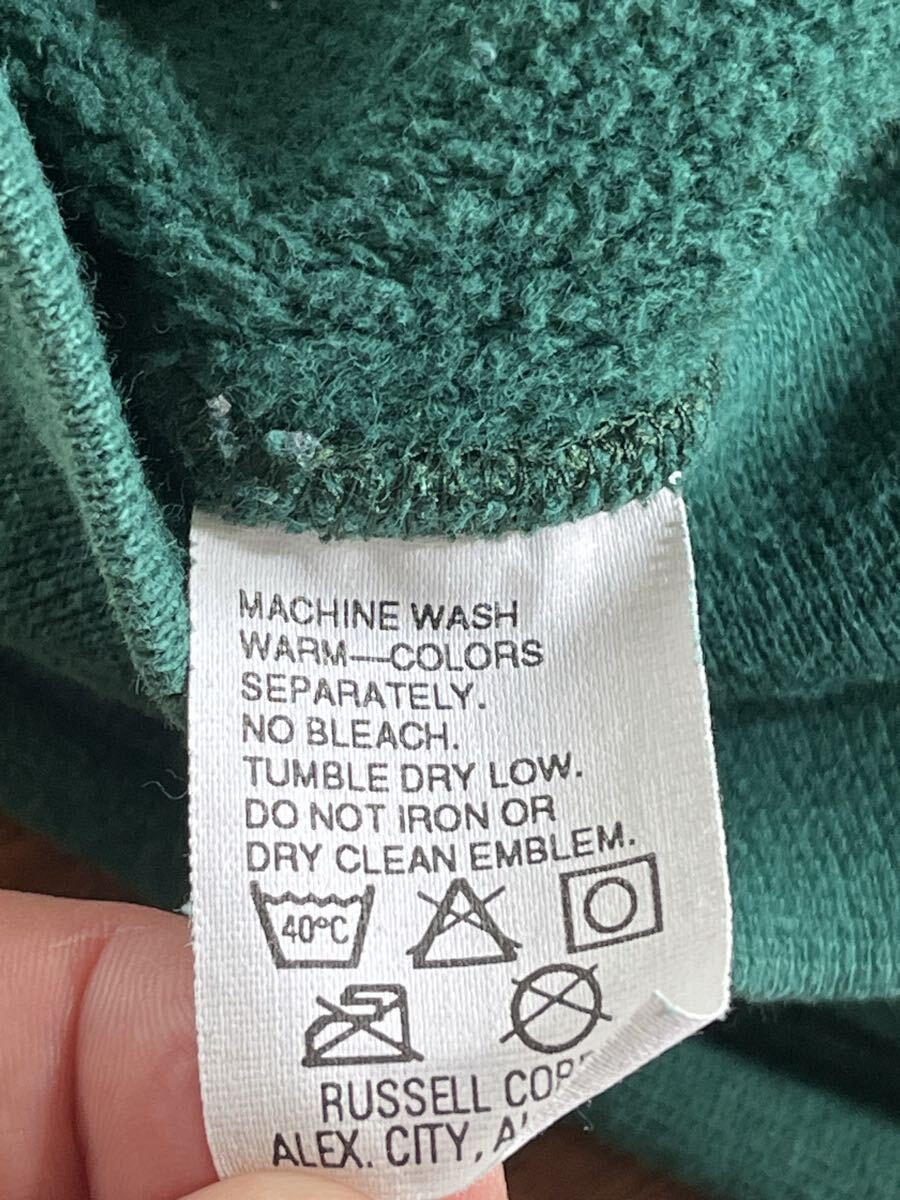 MACHINE WASH
WARM—COLORS
SEPARATELY.
NO BLEACH.
TUMBLE DRY LOW.
DO NOT IRON OR
DRY CLEAN EMBLEM.
40°C
RUSSELL
ALEX. CITY,